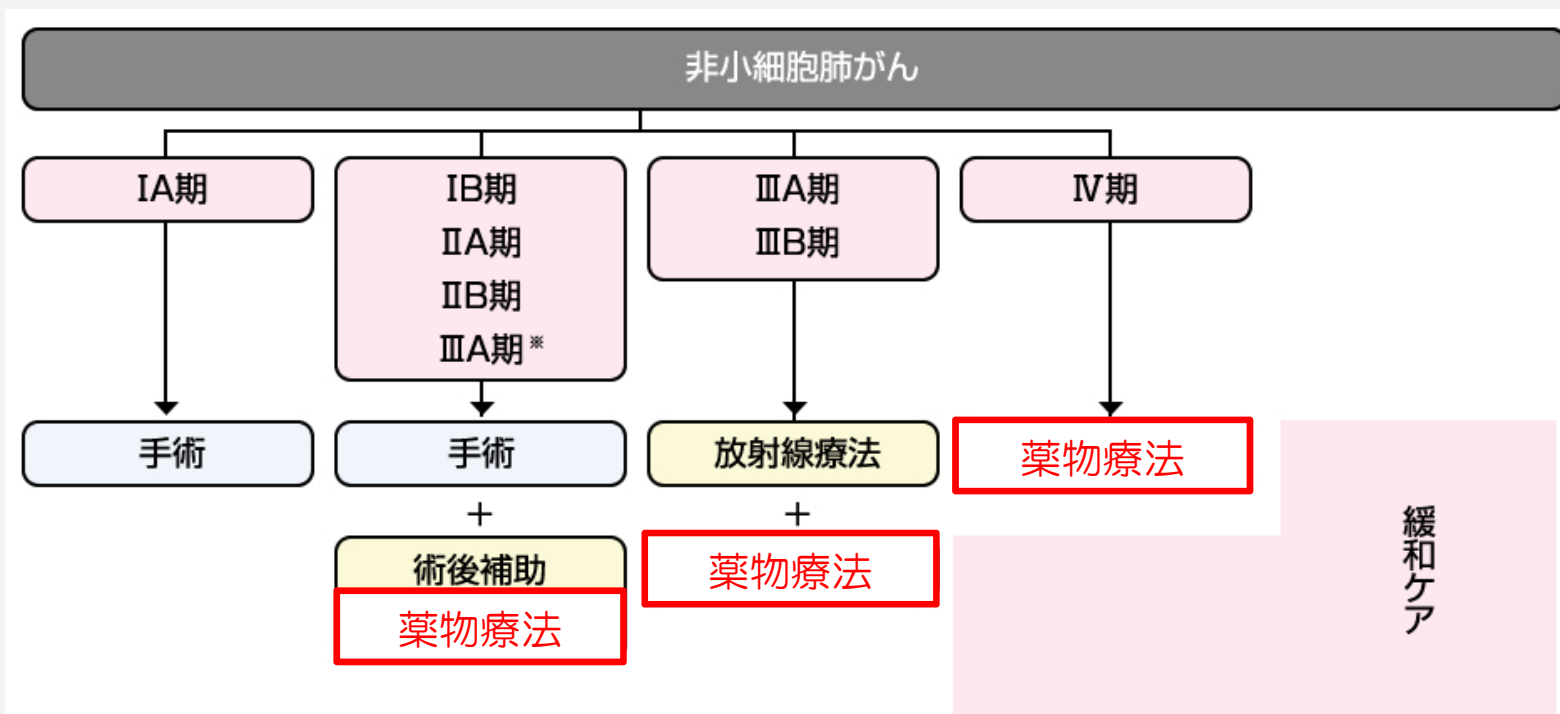 非小細胞肺がん
ⅠA期
ⅠB期
ⅡA期
ⅡB期
ⅢA期※
ⅢA期
ⅢB期
Ⅳ期
手術
手術
+
術後補助
薬物療法
放射線療法
+
薬物療法
薬物療法
緩和ケア